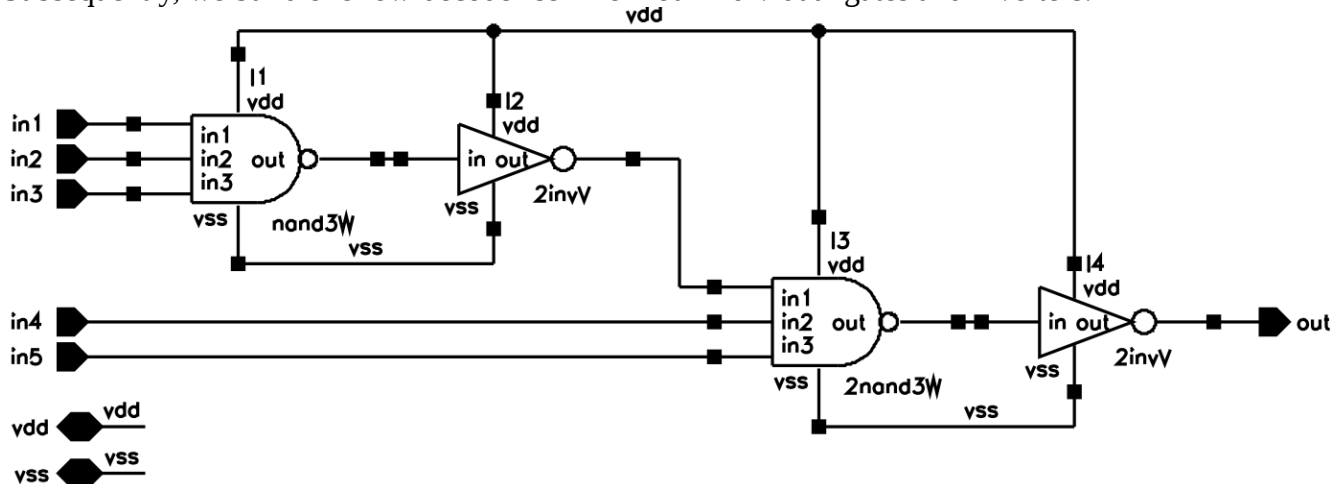 vdd
I1
vdd
I2
vdd
in1
in1
in2
in2
out
in out
in3
in3
vss
nand3W
vss
2invV
vss
I3
vdd
I4
vdd
in1
in4
in2
out
in out
out
in5
in3
vss
2nand3W
vss
2invV
vss
vdd
vdd
vss
vss